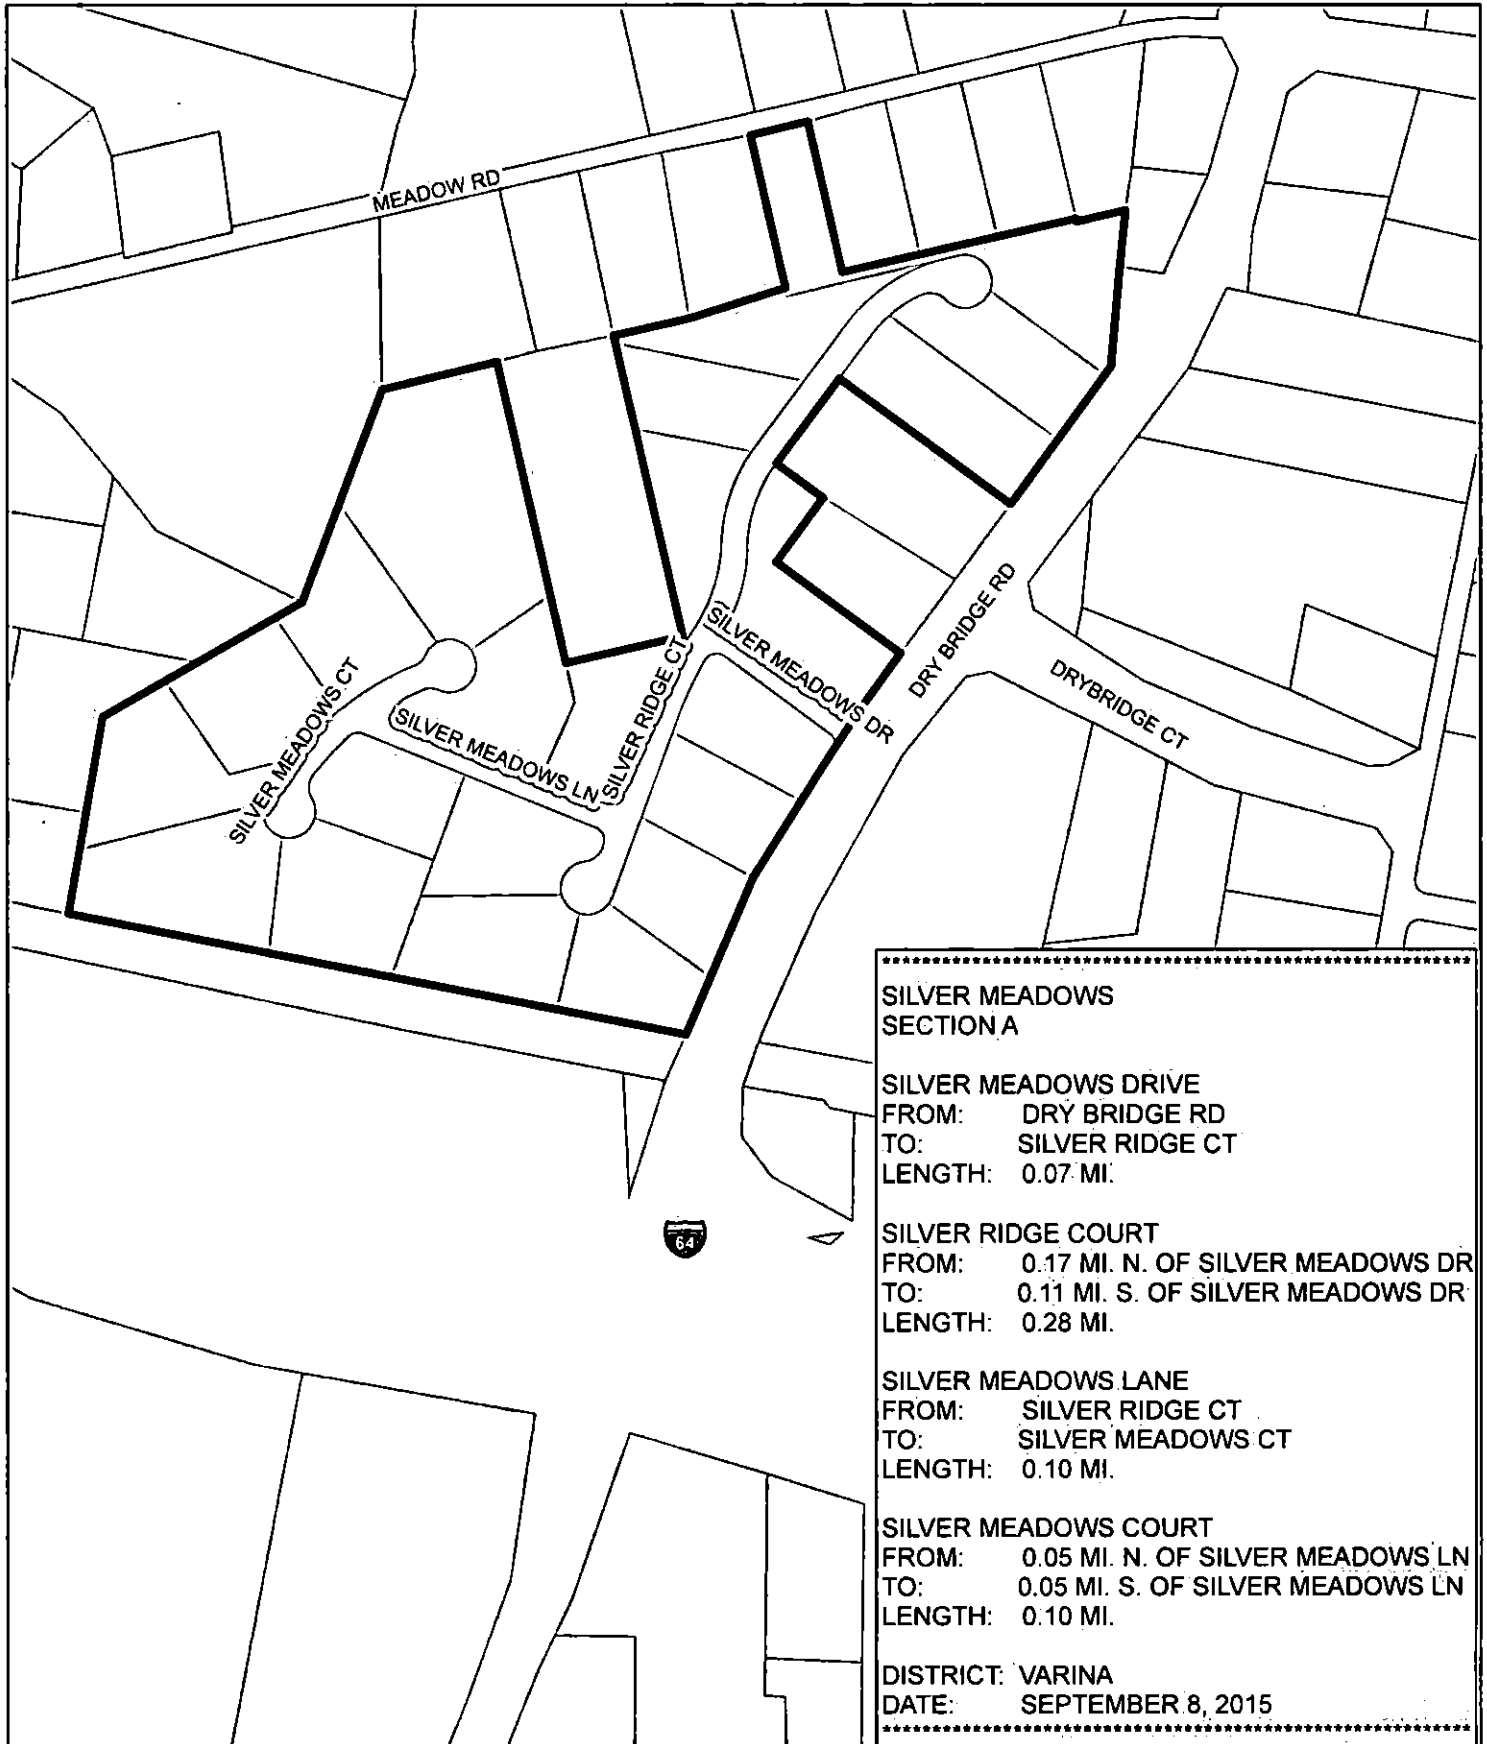 MEADOW RD
SILVER MEADOWS DR
DRY BRIDGE RD
DRYBRIDGE CT
SILVER RIDGE CT
SILVER MEADOWS CT
SILVER MEADOWS LN
64
****************************************************************
SILVER MEADOWS
SECTION A
SILVER MEADOWS DRIVE
FROM: DRY BRIDGE RD
TO: SILVER RIDGE CT
LENGTH: 0.07 MI.
SILVER RIDGE COURT
FROM: 0.17 MI. N. OF SILVER MEADOWS DR
TO: 0.11 MI. S. OF SILVER MEADOWS DR
LENGTH: 0.28 MI.
SILVER MEADOWS LANE
FROM: SILVER RIDGE CT
TO: SILVER MEADOWS CT
LENGTH: 0.10 MI.
SILVER MEADOWS COURT
FROM: 0.05 MI. N. OF SILVER MEADOWS LN
TO: 0.05 MI. S. OF SILVER MEADOWS LN
LENGTH: 0.10 MI.
DISTRICT: VARINA
DATE: SEPTEMBER 8, 2015
****************************************************************